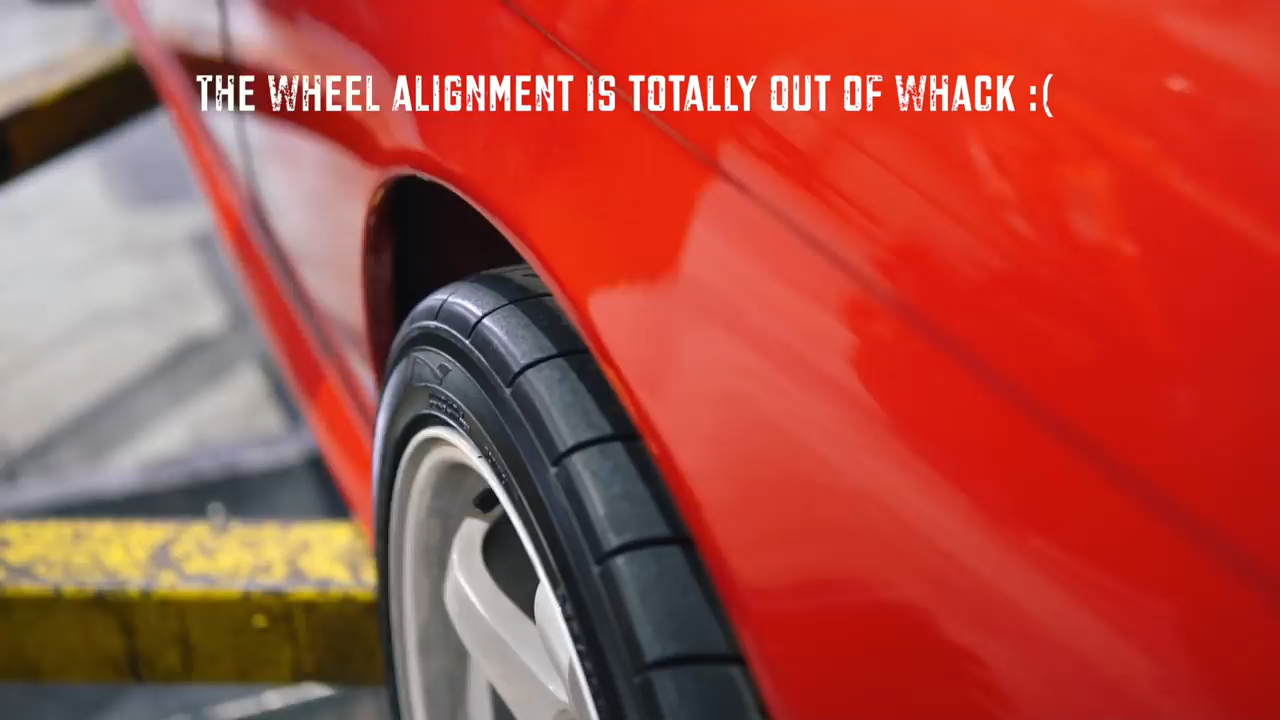 THE WHEEL ALIGNMENT IS TOTALLY OUT OF WHACK :(